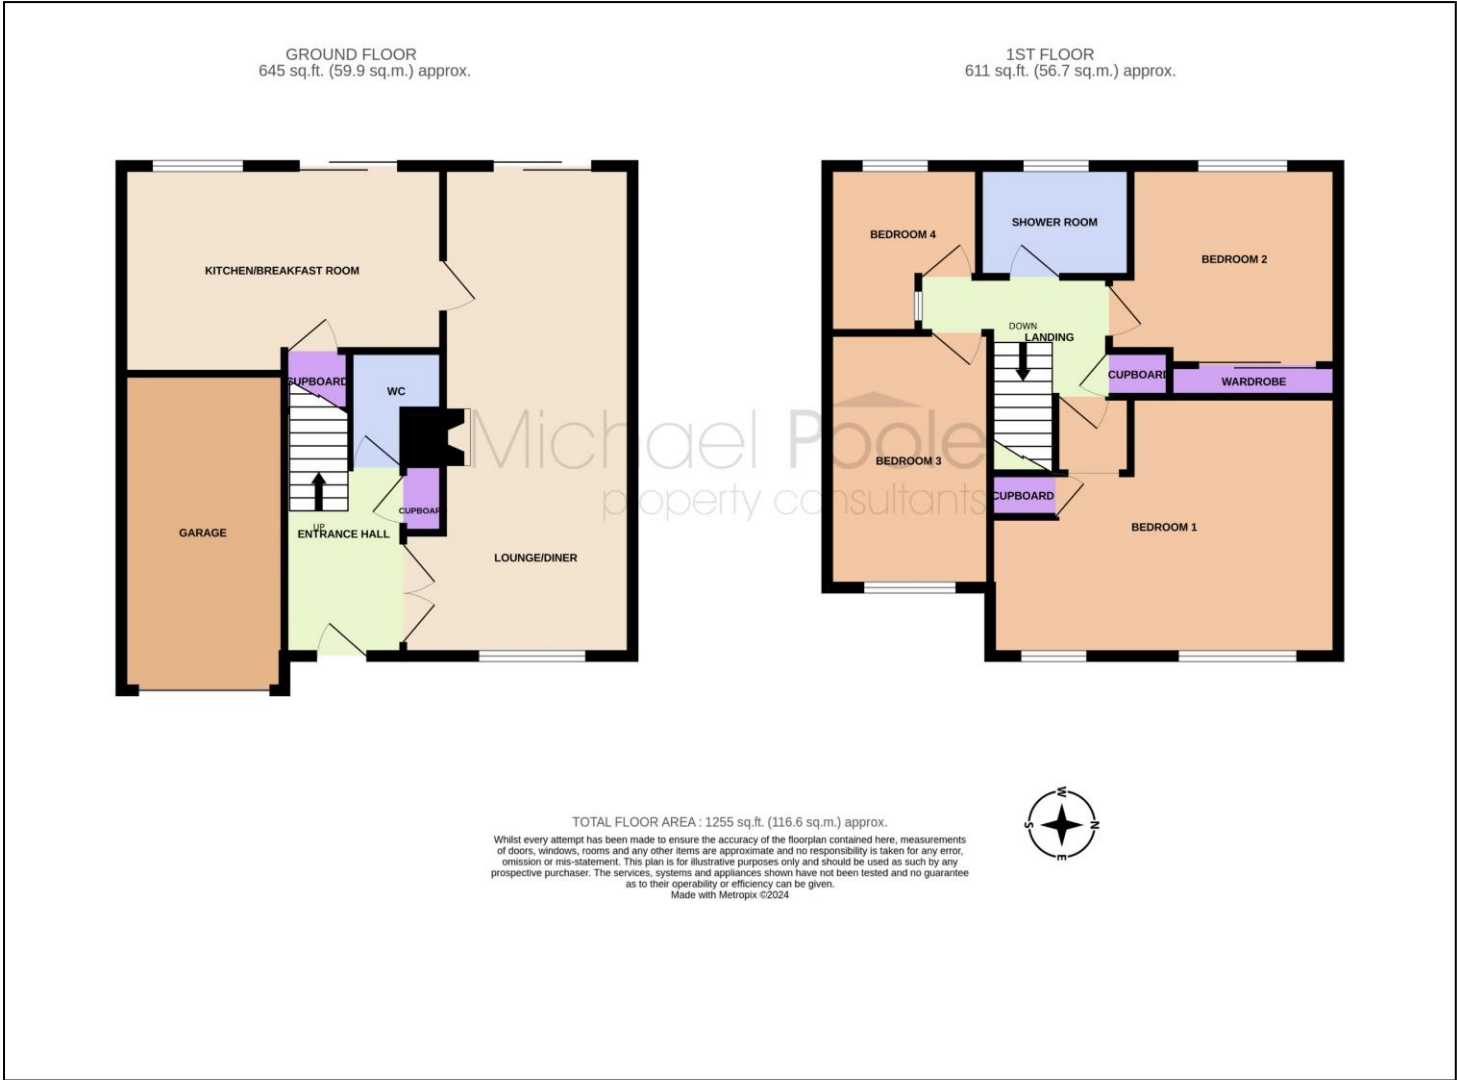 GROUND FLOOR
645 sq.ft. (59.9 sq.m.) approx.
1ST FLOOR
611 sq.ft. (56.7 sq.m.) approx.
KITCHEN/BREAKFAST ROOM
CUPBOARD
WC
CUPBOARD
GARAGE
UP
ENTRANCE HALL
LOUNGE/DINER
BEDROOM 4
SHOWER ROOM
BEDROOM 2
DOWN
LANDING
CUPBOARD
WARDROBE
BEDROOM 3
CUPBOARD
BEDROOM 1
Michael Poole
property consultants
TOTAL FLOOR AREA : 1255 sq.ft. (116.6 sq.m.) approx.
Whilst every attempt has been made to ensure the accuracy of the floorplan contained here, measurements
of doors, windows, rooms and any other items are approximate and no responsibility is taken for any error,
omission or mis-statement. This plan is for illustrative purposes only and should be used as such by any
prospective purchaser. The services, systems and appliances shown have not been tested and no guarantee
as to their operability or efficiency can be given.
Made with Metropix ©2024
W
S
N
E